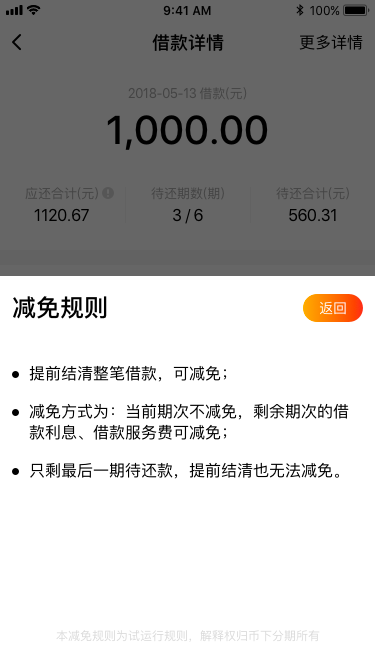 9:41 AM 100%
借款详情 更多详情
2018-05-13 借款(元)
1,000.00
应还合计(元) 待还期数(期) 待还合计(元)
1120.67 3 / 6 560.31
减免规则 返回
提前结清整笔借款，可减免；
减免方式为：当前期次不减免，剩余期次的借
款利息、借款服务费可减免；
只剩最后一期待还款，提前结清也无法减免。
本减免规则为试运行规则，解释权归币下分期所有